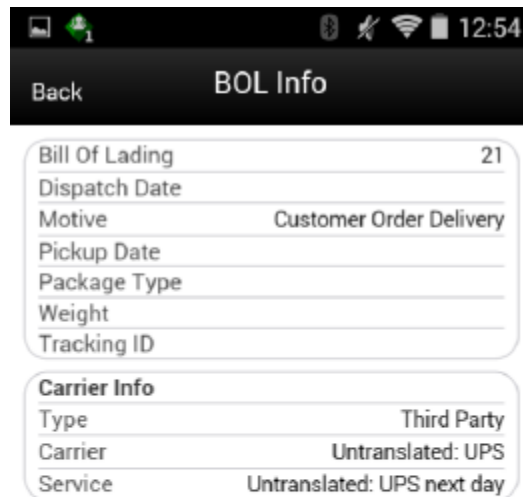 1
12:54
Back
BOL Info
Bill Of Lading 21
Dispatch Date
Motive Customer Order Delivery
Pickup Date
Package Type
Weight
Tracking ID
Carrier Info
Type Third Party
Carrier Untranslated: UPS
Service Untranslated: UPS next day